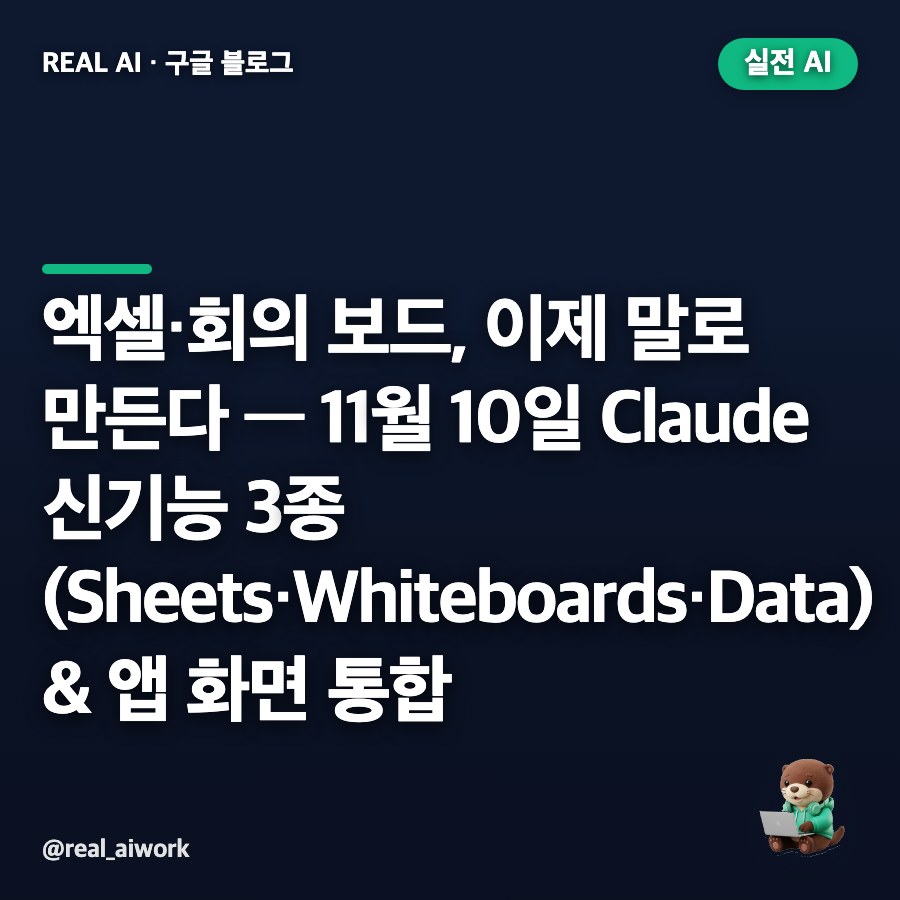 REAL AI · 구글 블로그
실전 AI
엑셀·회의 보드, 이제 말로
만든다 — 11월 10일 Claude
신기능 3종
(Sheets·Whiteboards·Data)
& 앱 화면 통합
@real_aiwork